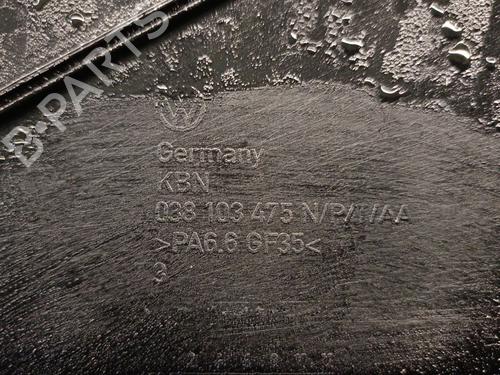 B-PARTS
Germany
KBN
038 103 475 N/P/T/AA
>PA6.6 GF35<
3